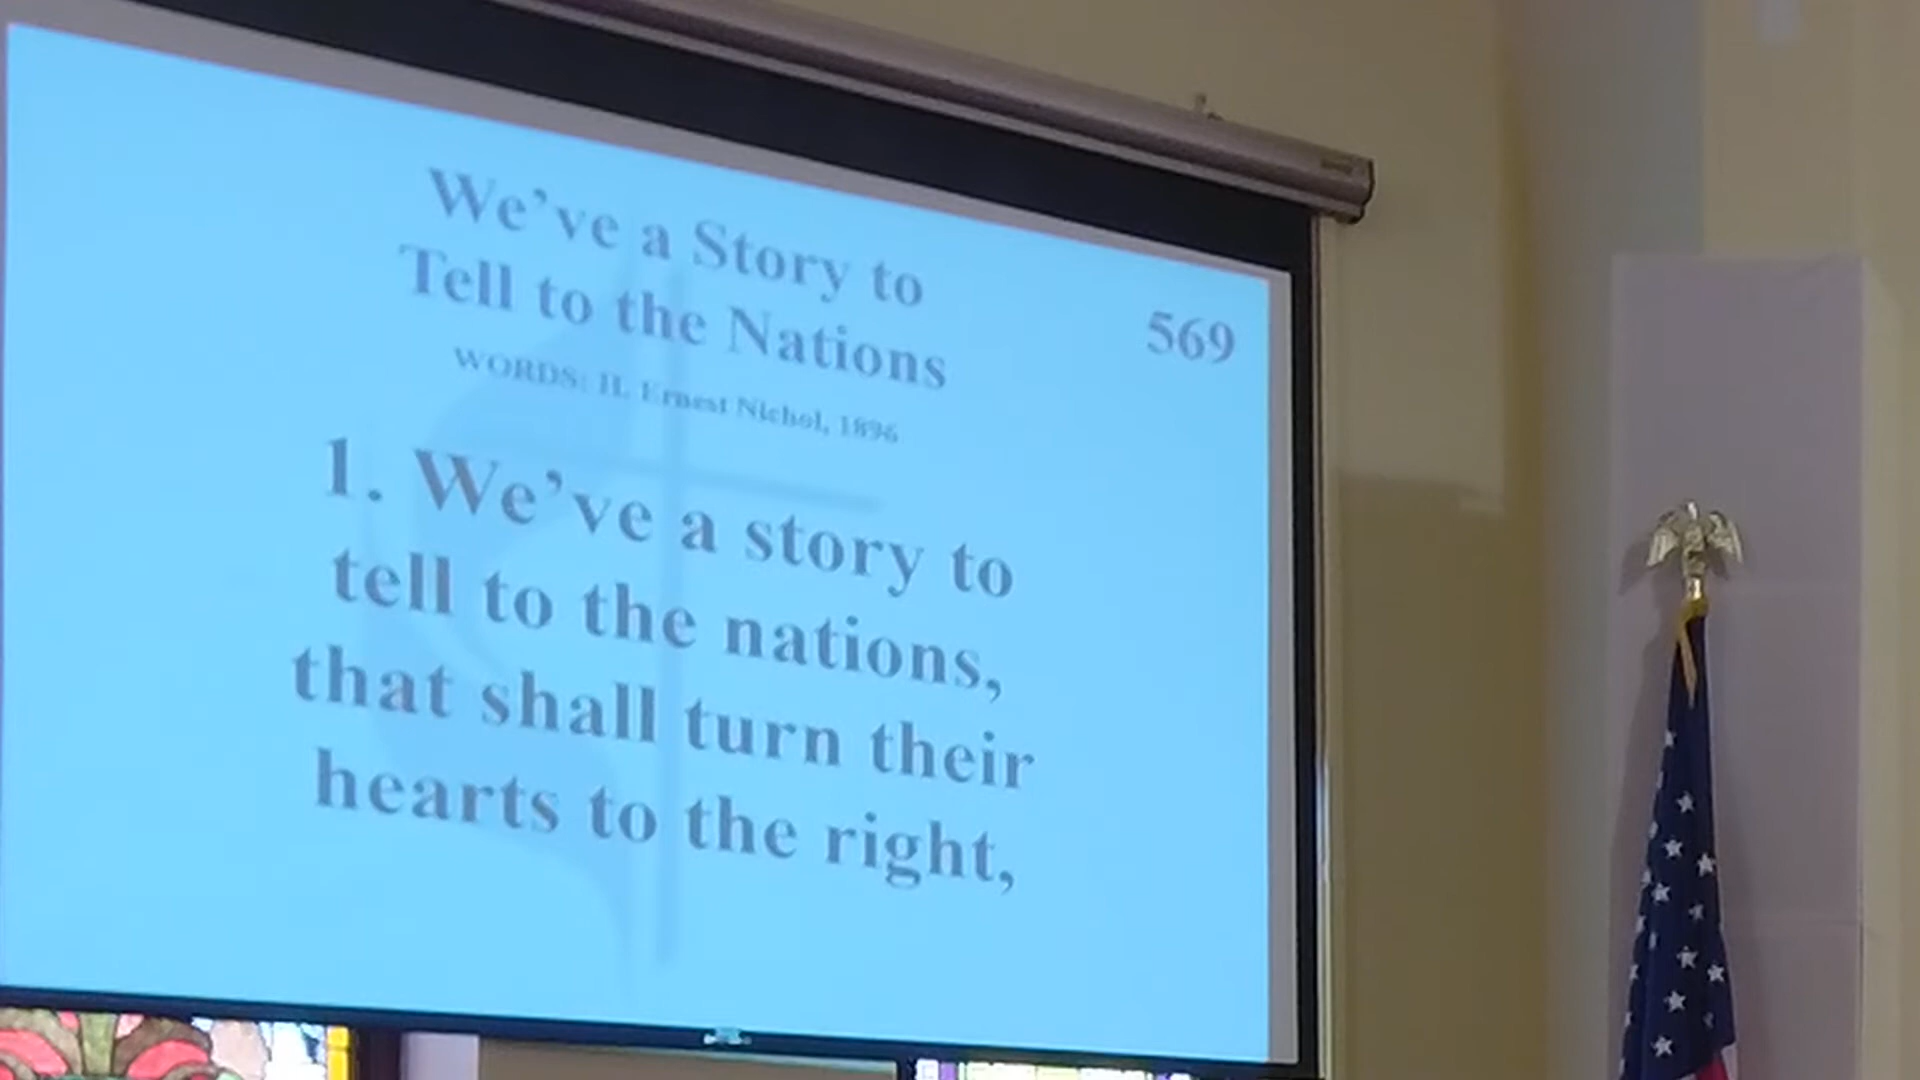 We’ve a Story to
Tell to the Nations
569
WORDS: H. Ernest Nichol, 1896
1. We’ve a story to
tell to the nations,
that shall turn their
hearts to the right,